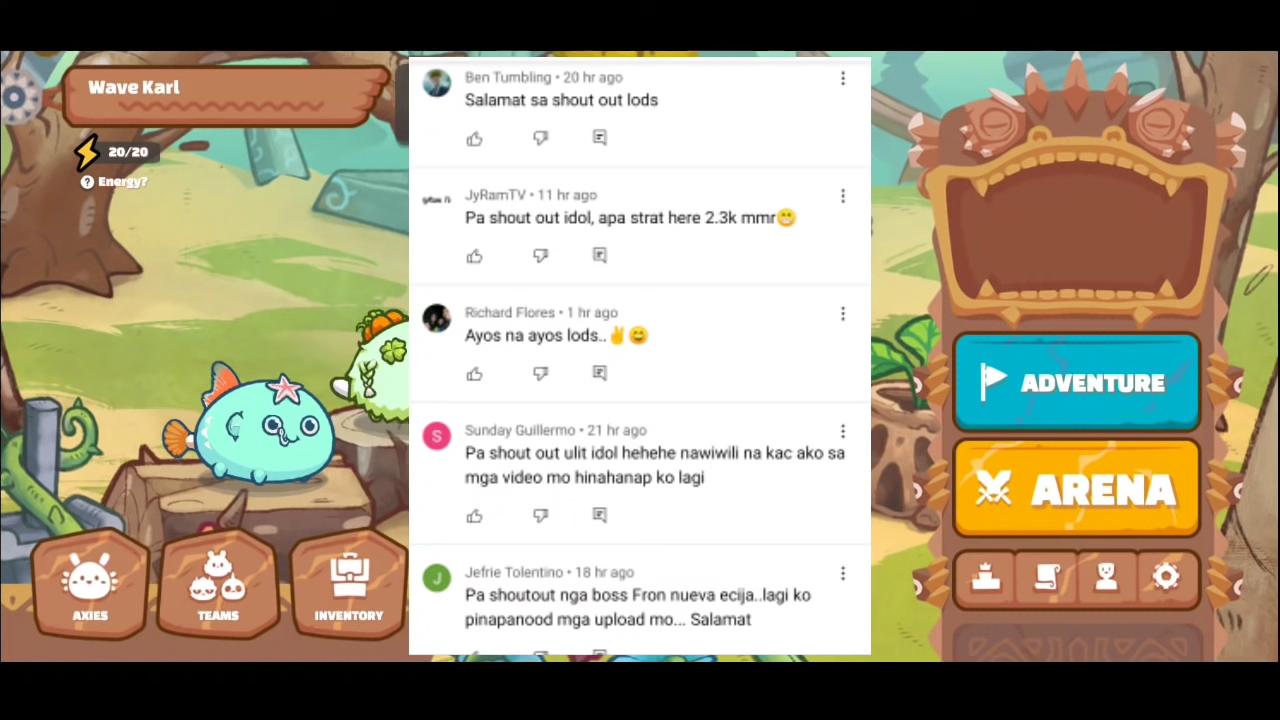 Wave Karl
20/20
? Energy?
AXIES
TEAMS
INVENTORY
Ben Tumbling • 20 hr ago
Salamat sa shout out lods
JyRamTV • 11 hr ago
Pa shout out idol, apa strat here 2.3k mmr😁
Richard Flores • 1 hr ago
Ayos na ayos lods..✌😄
S
Sunday Guillermo • 21 hr ago
Pa shout out ulit idol hehehe nawiwili na kac ako sa
mga video mo hinahanap ko lagi
J
Jefrie Tolentino • 18 hr ago
Pa shoutout nga boss Fron nueva ecija..lagi ko
pinapanood mga upload mo... Salamat
ADVENTURE
ARENA